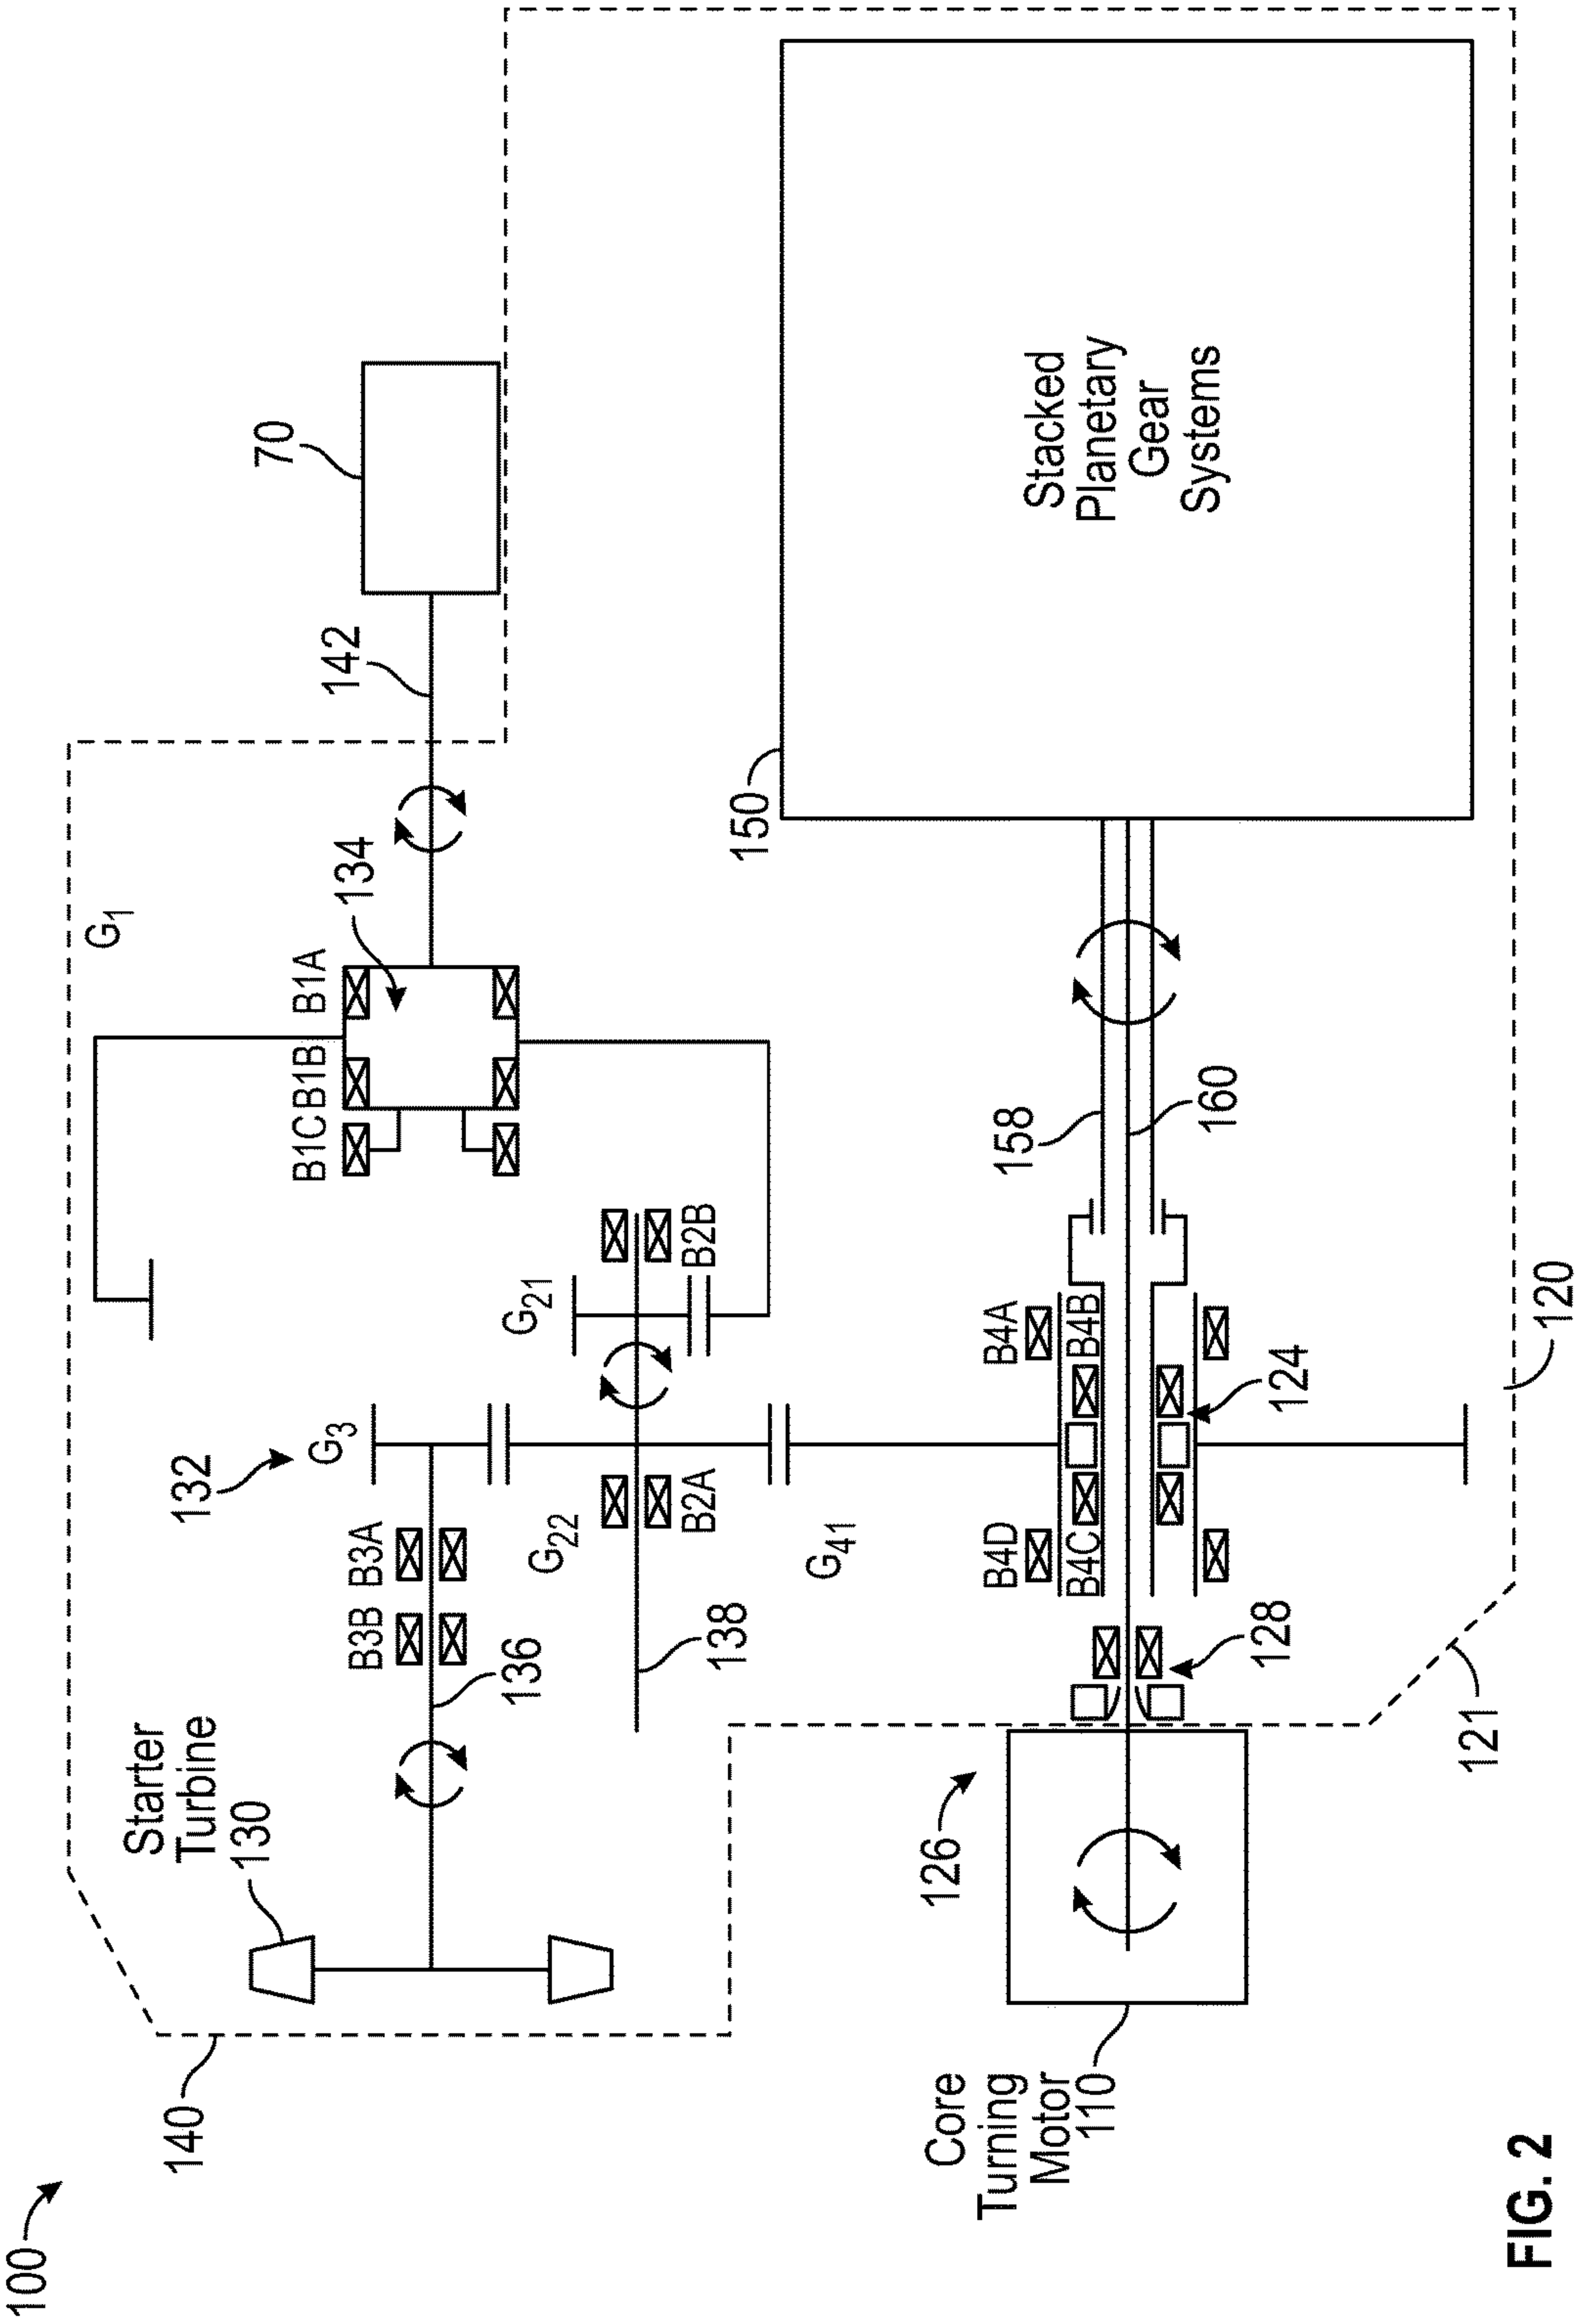 100
140
Starter
Turbine
130
136
B3B
B3A
132
G3
G22
B2A
138
G21
B2B
B1C
B1B
B1A
134
G1
142
70
Core
Turning
Motor
110
126
128
121
G41
B4D
B4C
B4A
B4B
124
120
158
160
150
Stacked
Planetary
Gear
Systems
FIG. 2